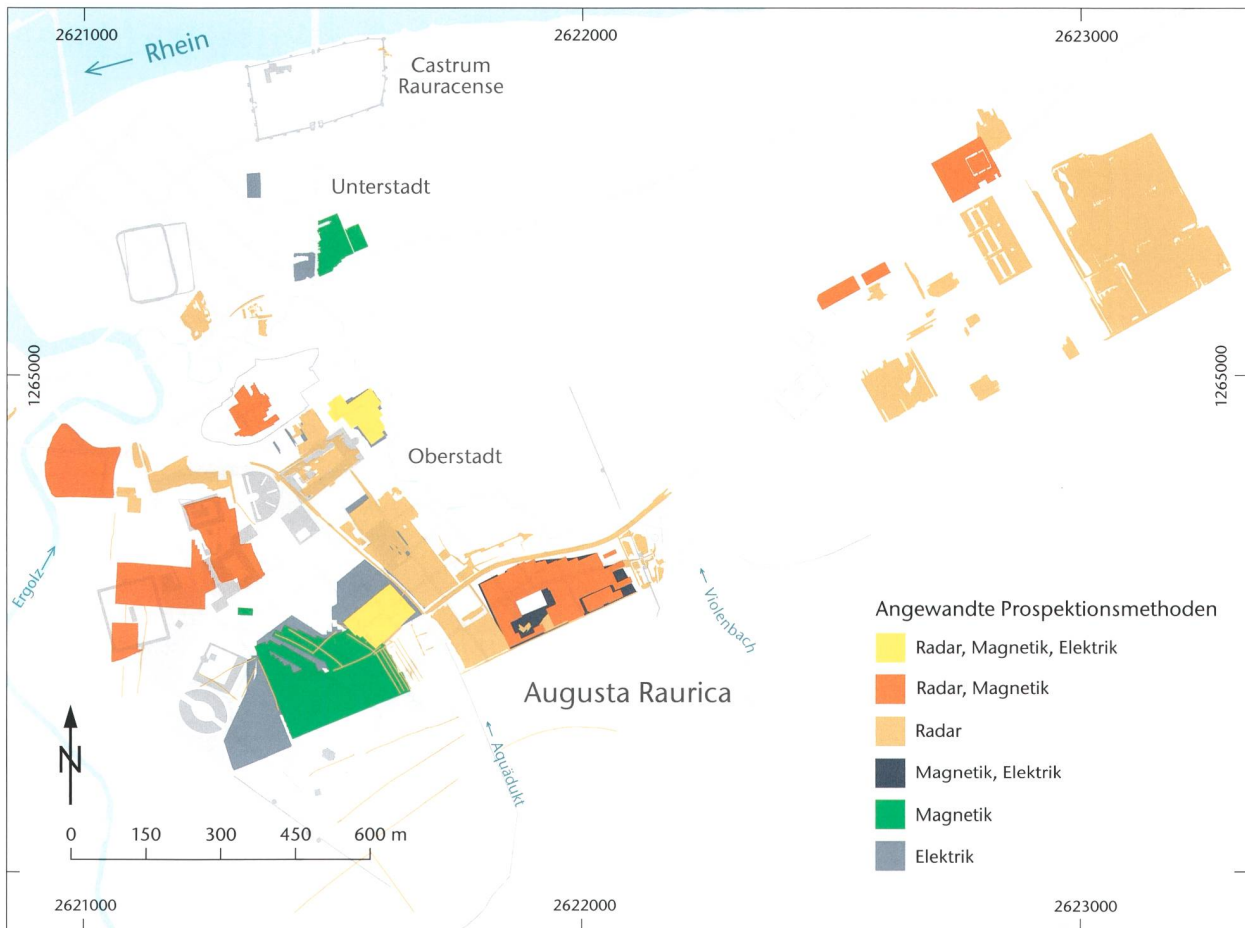 2621000
2622000
2623000
Rhein
Castrum
Rauracense
Unterstadt
1265000
1265000
Oberstadt
Ergolz
Violenbach
Augusta Raurica
Aquädukt
N
0 150 300 450 600 m
Angewandte Prospektionsmethoden
Radar, Magnetik, Elektrik
Radar, Magnetik
Radar
Magnetik, Elektrik
Magnetik
Elektrik
2621000
2622000
2623000